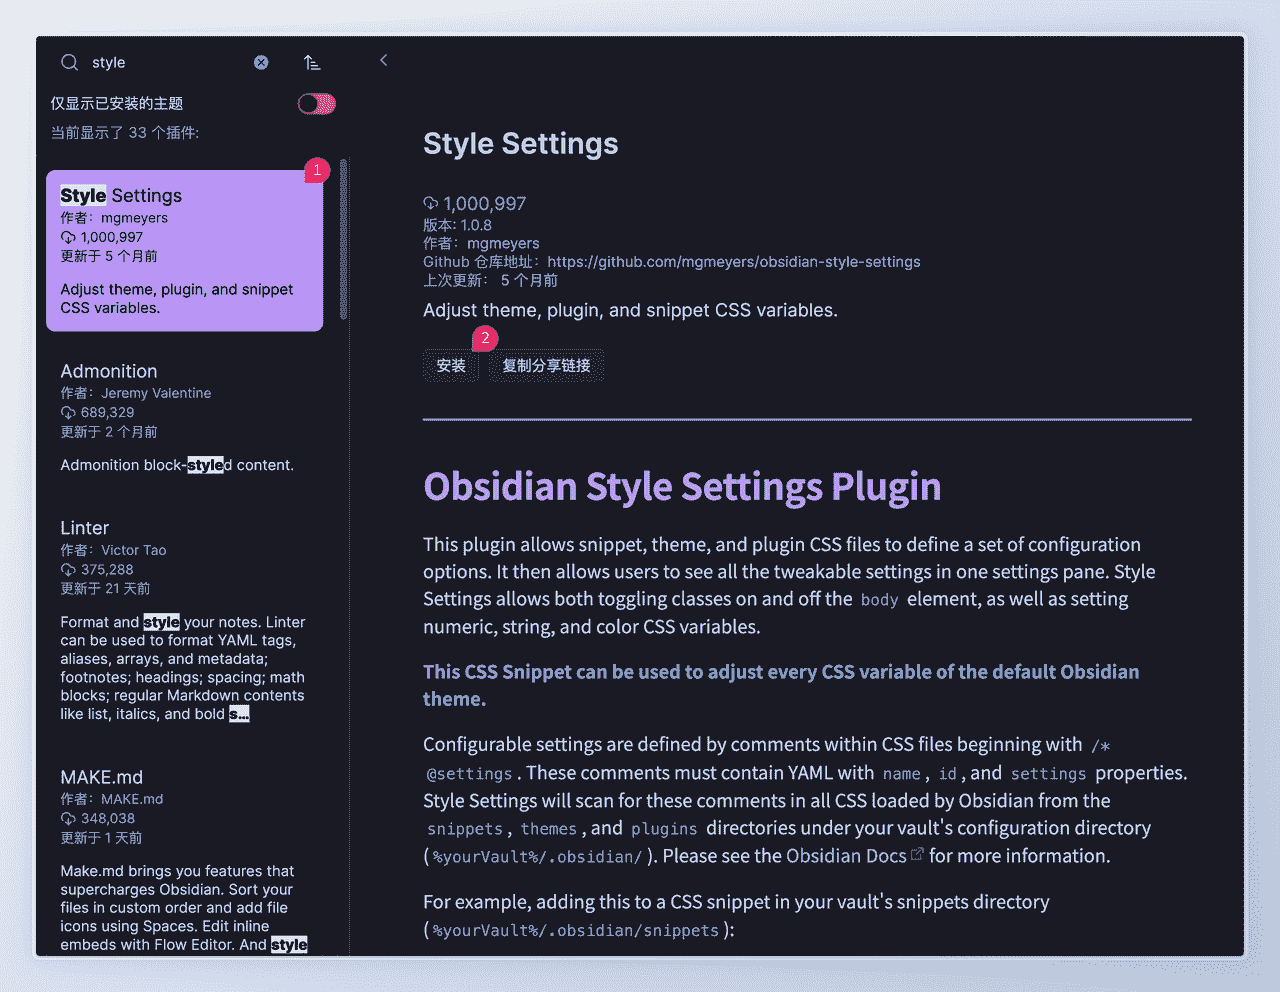 style
仅显示已安装的主题
当前显示了 33 个插件:
1
Style Settings
作者：mgmeyers
1,000,997
更新于 5 个月前
Adjust theme, plugin, and snippet
CSS variables.
Admonition
作者：Jeremy Valentine
689,329
更新于 2 个月前
Admonition block-styled content.
Linter
作者：Victor Tao
375,288
更新于 21 天前
Format and style your notes. Linter
can be used to format YAML tags,
aliases, arrays, and metadata;
footnotes; headings; spacing; math
blocks; regular Markdown contents
like list, italics, and bold s...
MAKE.md
作者：MAKE.md
348,038
更新于 1 天前
Make.md brings you features that
supercharges Obsidian. Sort your
files in custom order and add file
icons using Spaces. Edit inline
embeds with Flow Editor. And style
Style Settings
1,000,997
版本: 1.0.8
作者：mgmeyers
Github 仓库地址：https://github.com/mgmeyers/obsidian-style-settings
上次更新： 5 个月前
Adjust theme, plugin, and snippet CSS variables.
2
安装 复制分享链接
Obsidian Style Settings Plugin
This plugin allows snippet, theme, and plugin CSS files to define a set of configuration
options. It then allows users to see all the tweakable settings in one settings pane. Style
Settings allows both toggling classes on and off the body element, as well as setting
numeric, string, and color CSS variables.
This CSS Snippet can be used to adjust every CSS variable of the default Obsidian
theme.
Configurable settings are defined by comments within CSS files beginning with /*
@settings. These comments must contain YAML with name, id, and settings properties.
Style Settings will scan for these comments in all CSS loaded by Obsidian from the
snippets, themes, and plugins directories under your vault's configuration directory
(%yourVault%/.obsidian/). Please see the Obsidian Docs for more information.
For example, adding this to a CSS snippet in your vault's snippets directory
(%yourVault%/.obsidian/snippets):